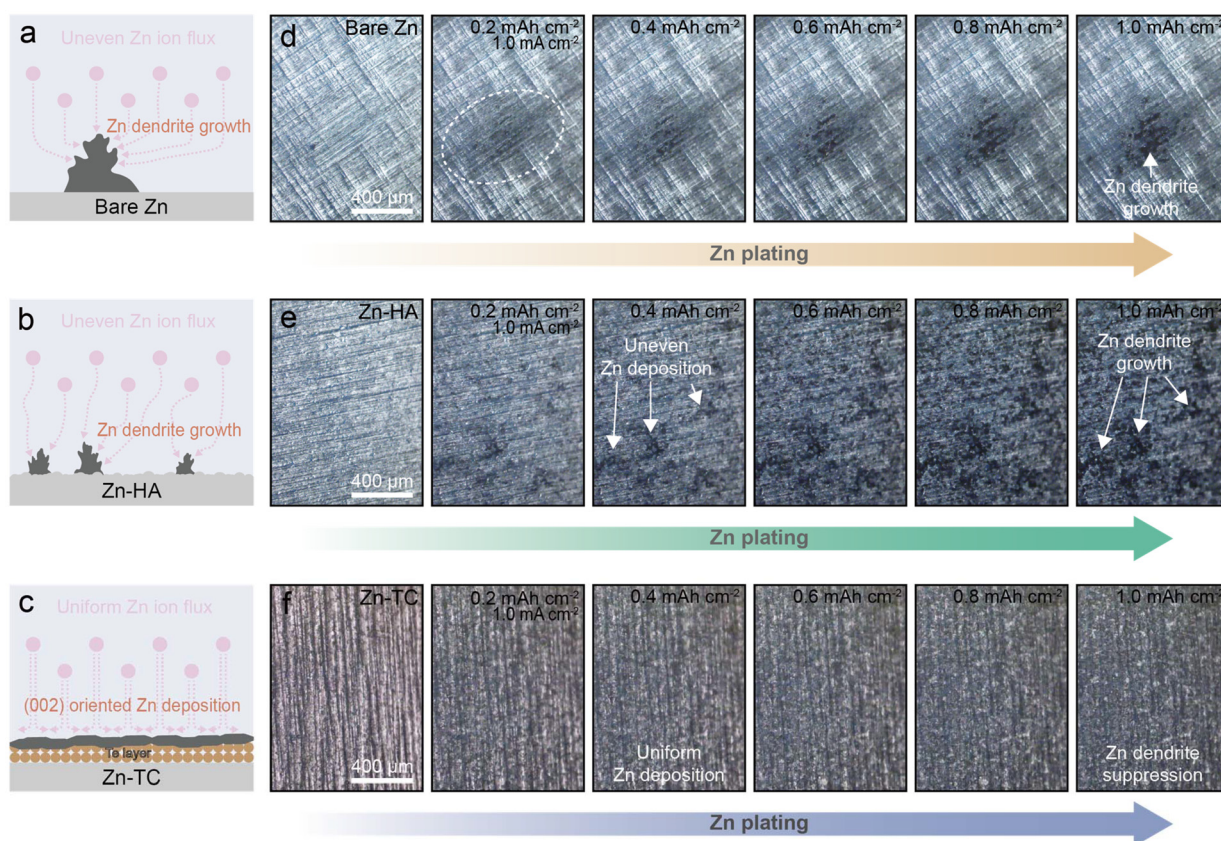 a
Uneven Zn ion flux
Zn dendrite growth
Bare Zn
d
Bare Zn
400 μm
0.2 mAh cm⁻²
1.0 mA cm⁻²
0.4 mAh cm⁻²
0.6 mAh cm⁻²
0.8 mAh cm⁻²
1.0 mAh cm⁻²
Zn dendrite
growth
Zn plating
b
Uneven Zn ion flux
Zn dendrite growth
Zn-HA
e
Zn-HA
400 μm
0.2 mAh cm⁻²
1.0 mA cm⁻²
0.4 mAh cm⁻²
Uneven
Zn deposition
0.6 mAh cm⁻²
0.8 mAh cm⁻²
1.0 mAh cm⁻²
Zn dendrite
growth
Zn plating
c
Uniform Zn ion flux
(002) oriented Zn deposition
Te layer
Zn-TC
f
Zn-TC
400 μm
0.2 mAh cm⁻²
1.0 mA cm⁻²
0.4 mAh cm⁻²
Uniform
Zn deposition
0.6 mAh cm⁻²
0.8 mAh cm⁻²
1.0 mAh cm⁻²
Zn dendrite
suppression
Zn plating